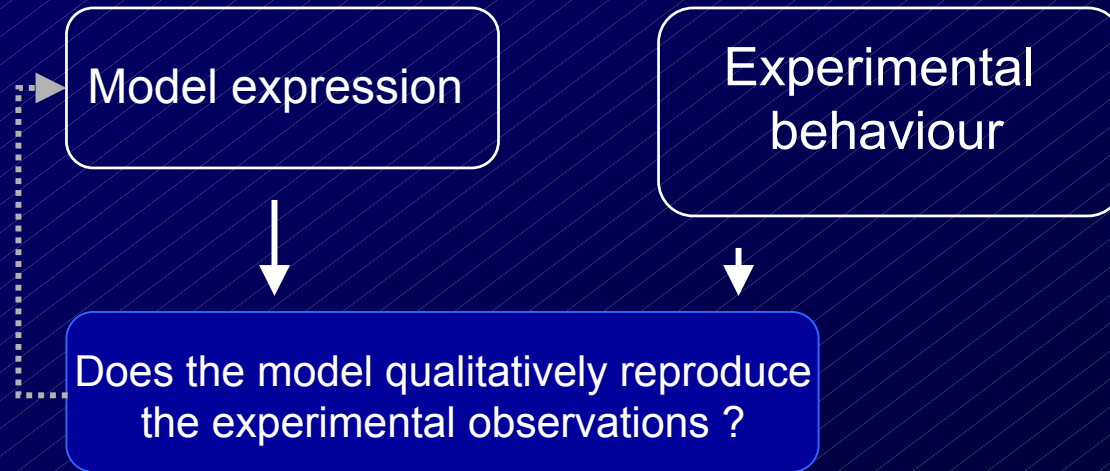 Model expression
Experimental
behaviour
Does the model qualitatively reproduce
the experimental observations ?